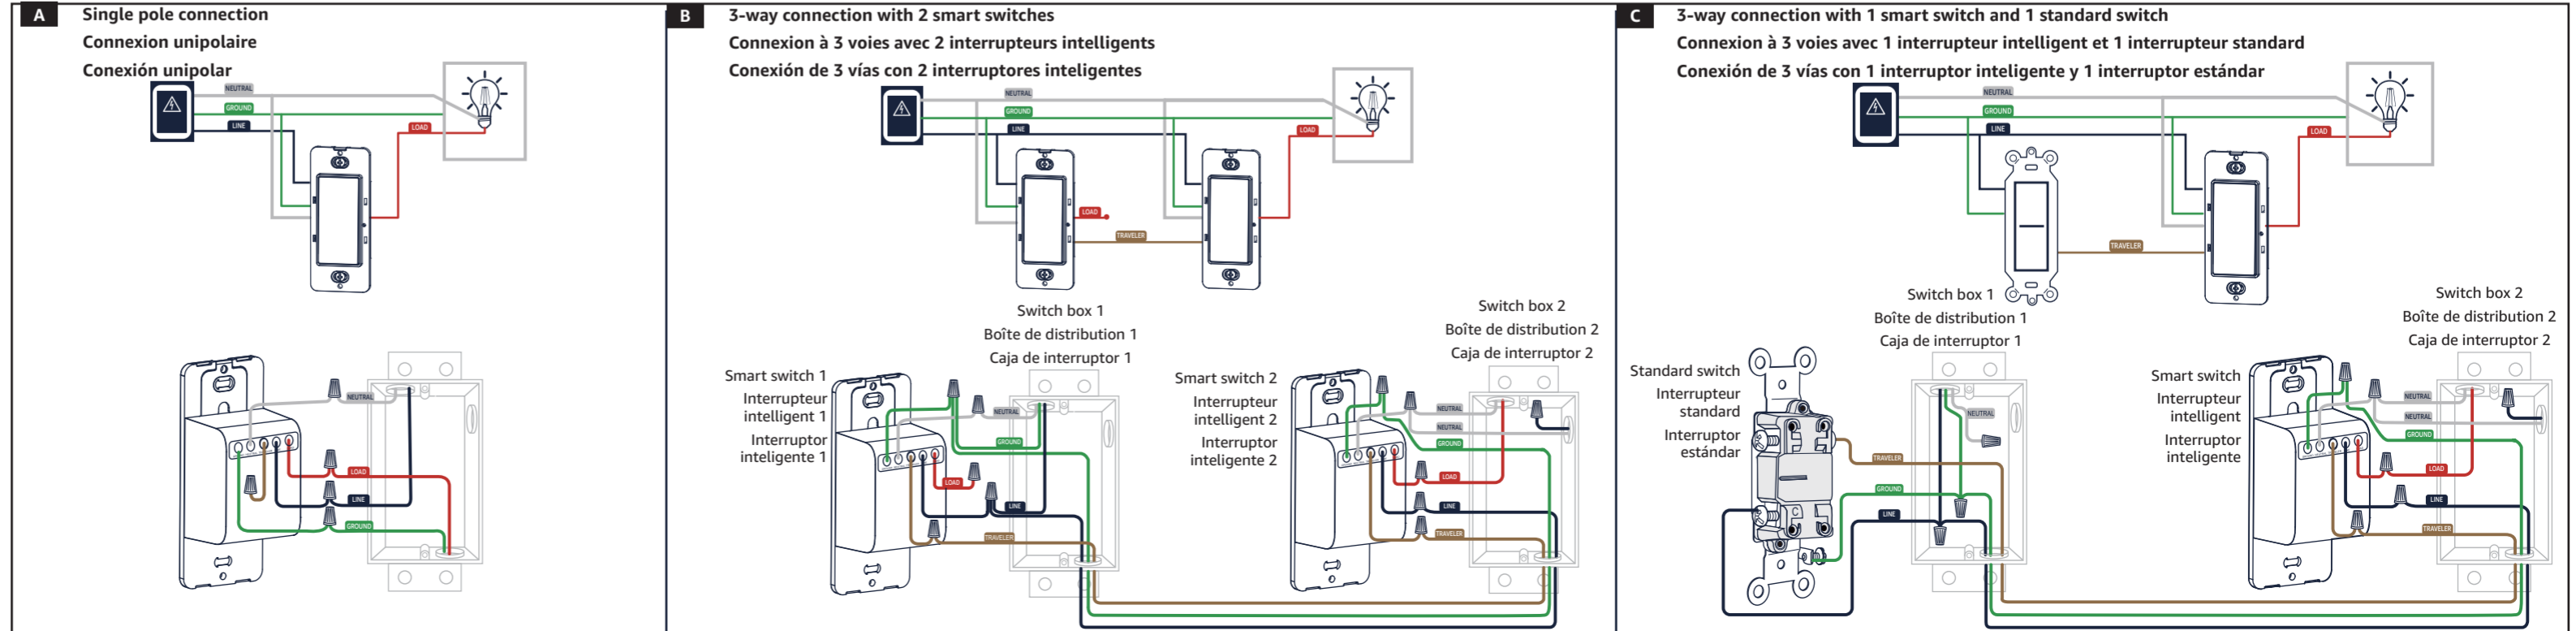 A
Single pole connection
Connexion unipolaire
Conexión unipolar
NEUTRAL
GROUND
LINE
LOAD
NEUTRAL
LOAD
LINE
GROUND
B
3-way connection with 2 smart switches
Connexion à 3 voies avec 2 interrupteurs intelligents
Conexión de 3 vías con 2 interruptores inteligentes
NEUTRAL
GROUND
LINE
LOAD
LOAD
TRAVELER
Switch box 1
Boîte de distribution 1
Caja de interruptor 1
Switch box 2
Boîte de distribution 2
Caja de interruptor 2
Smart switch 1
Interrupteur
intelligent 1
Interruptor
inteligente 1
NEUTRAL
GROUND
LOAD
LINE
TRAVELER
Smart switch 2
Interrupteur
intelligent 2
Interruptor
inteligente 2
NEUTRAL
NEUTRAL
GROUND
LOAD
LINE
TRAVELER
C
3-way connection with 1 smart switch and 1 standard switch
Connexion à 3 voies avec 1 interrupteur intelligent et 1 interrupteur standard
Conexión de 3 vías con 1 interruptor inteligente y 1 interruptor estándar
NEUTRAL
GROUND
LINE
LOAD
TRAVELER
Switch box 1
Boîte de distribution 1
Caja de interruptor 1
Switch box 2
Boîte de distribution 2
Caja de interruptor 2
Standard switch
Interrupteur
standard
Interruptor
estándar
NEUTRAL
TRAVELER
GROUND
LINE
C
Smart switch
Interrupteur
intelligent
Interruptor
inteligente
NEUTRAL
NEUTRAL
GROUND
LOAD
LINE
TRAVELER